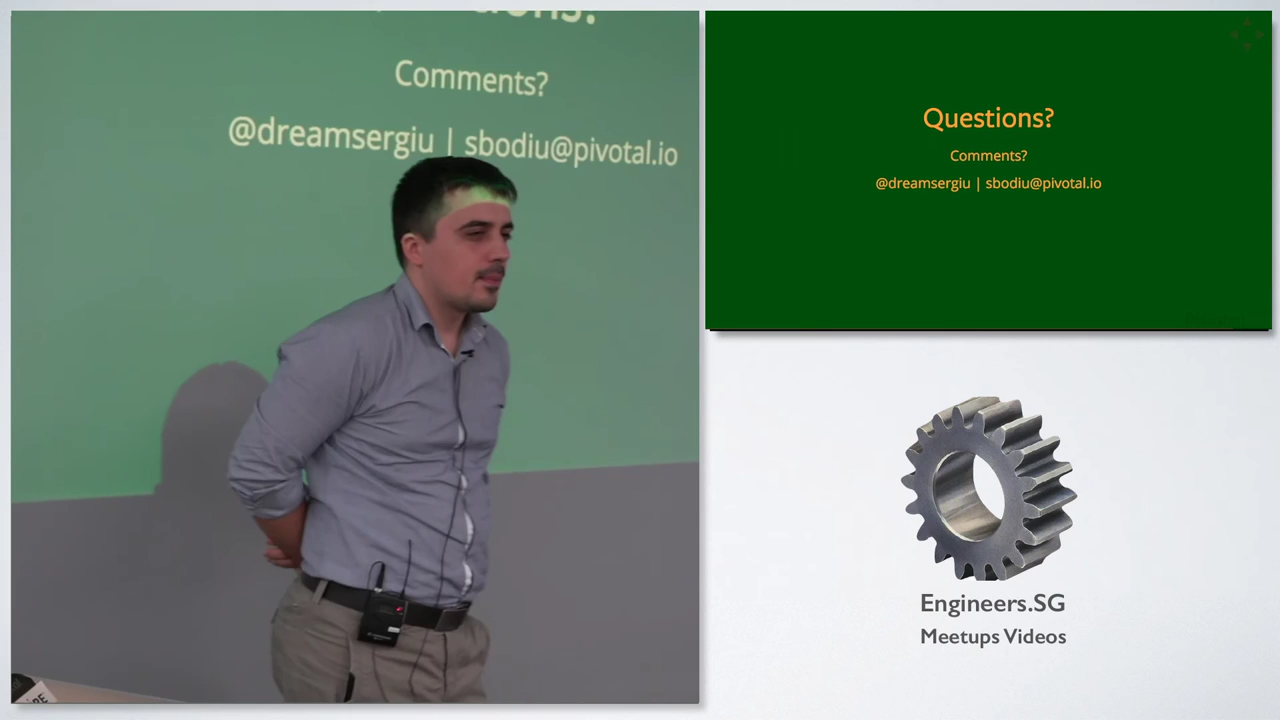 Comments?
@dreamsergiu | sbodiu@pivotal.io
Questions?
Comments?
@dreamsergiu | sbodiu@pivotal.io
Engineers.SG
Meetups Videos